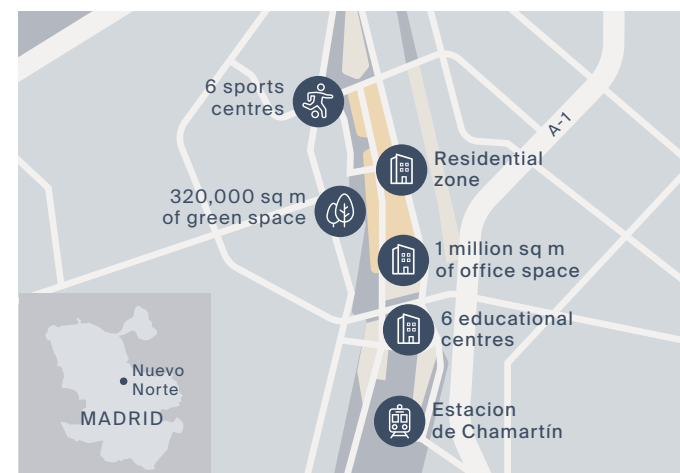 6 sports
centres
A-1
Residential
zone
320,000 sq m
of green space
1 million sq m
of office space
6 educational
centres
Nuevo
Norte
MADRID
Estacion
de Chamartín